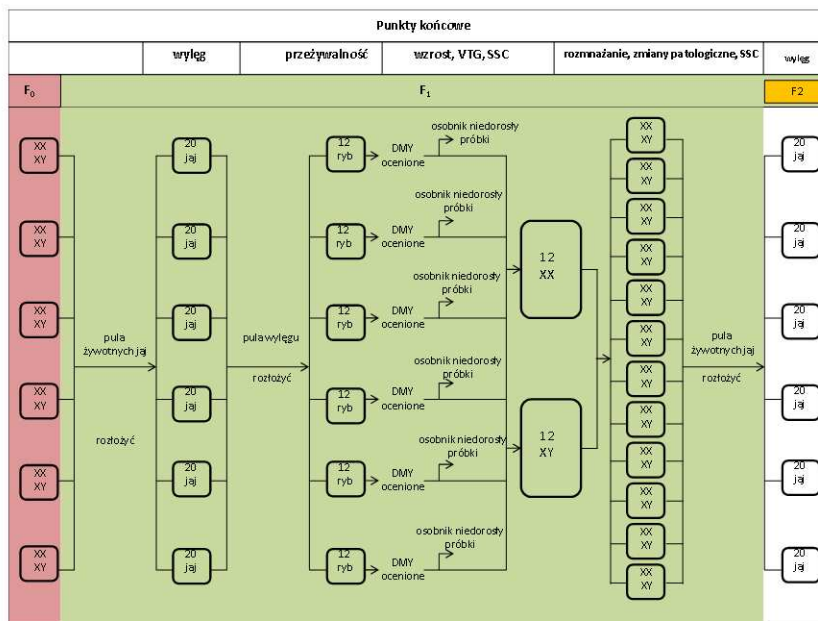 Punkty końcowe
wylęg przeżywalność wzrost, VTG, SSC rozmnażanie, zmiany patologiczne, SSC wylęg
F0 F1 F2
XX
XY
XX
XY
XX
XY
XX
XY
XX
XY
XX
XY
pula
żywotnych jaj
rozłożyć
20
jaj
20
jaj
20
jaj
20
jaj
20
jaj
20
jaj
pula wylęgu
rozłożyć
12
ryb
DMY
ocenione
osobnik niedorosły
próbki
12
ryb
DMY
ocenione
osobnik niedorosły
próbki
12
ryb
DMY
ocenione
osobnik niedorosły
próbki
12
ryb
DMY
ocenione
osobnik niedorosły
próbki
12
ryb
DMY
ocenione
osobnik niedorosły
próbki
12
ryb
DMY
ocenione
osobnik niedorosły
próbki
12
XX
12
XY
XX
XY
XX
XY
XX
XY
XX
XY
XX
XY
XX
XY
XX
XY
XX
XY
XX
XY
XX
XY
XX
XY
XX
XY
pula
żywotnych jaj
rozłożyć
20
jaj
20
jaj
20
jaj
20
jaj
20
jaj
20
jaj